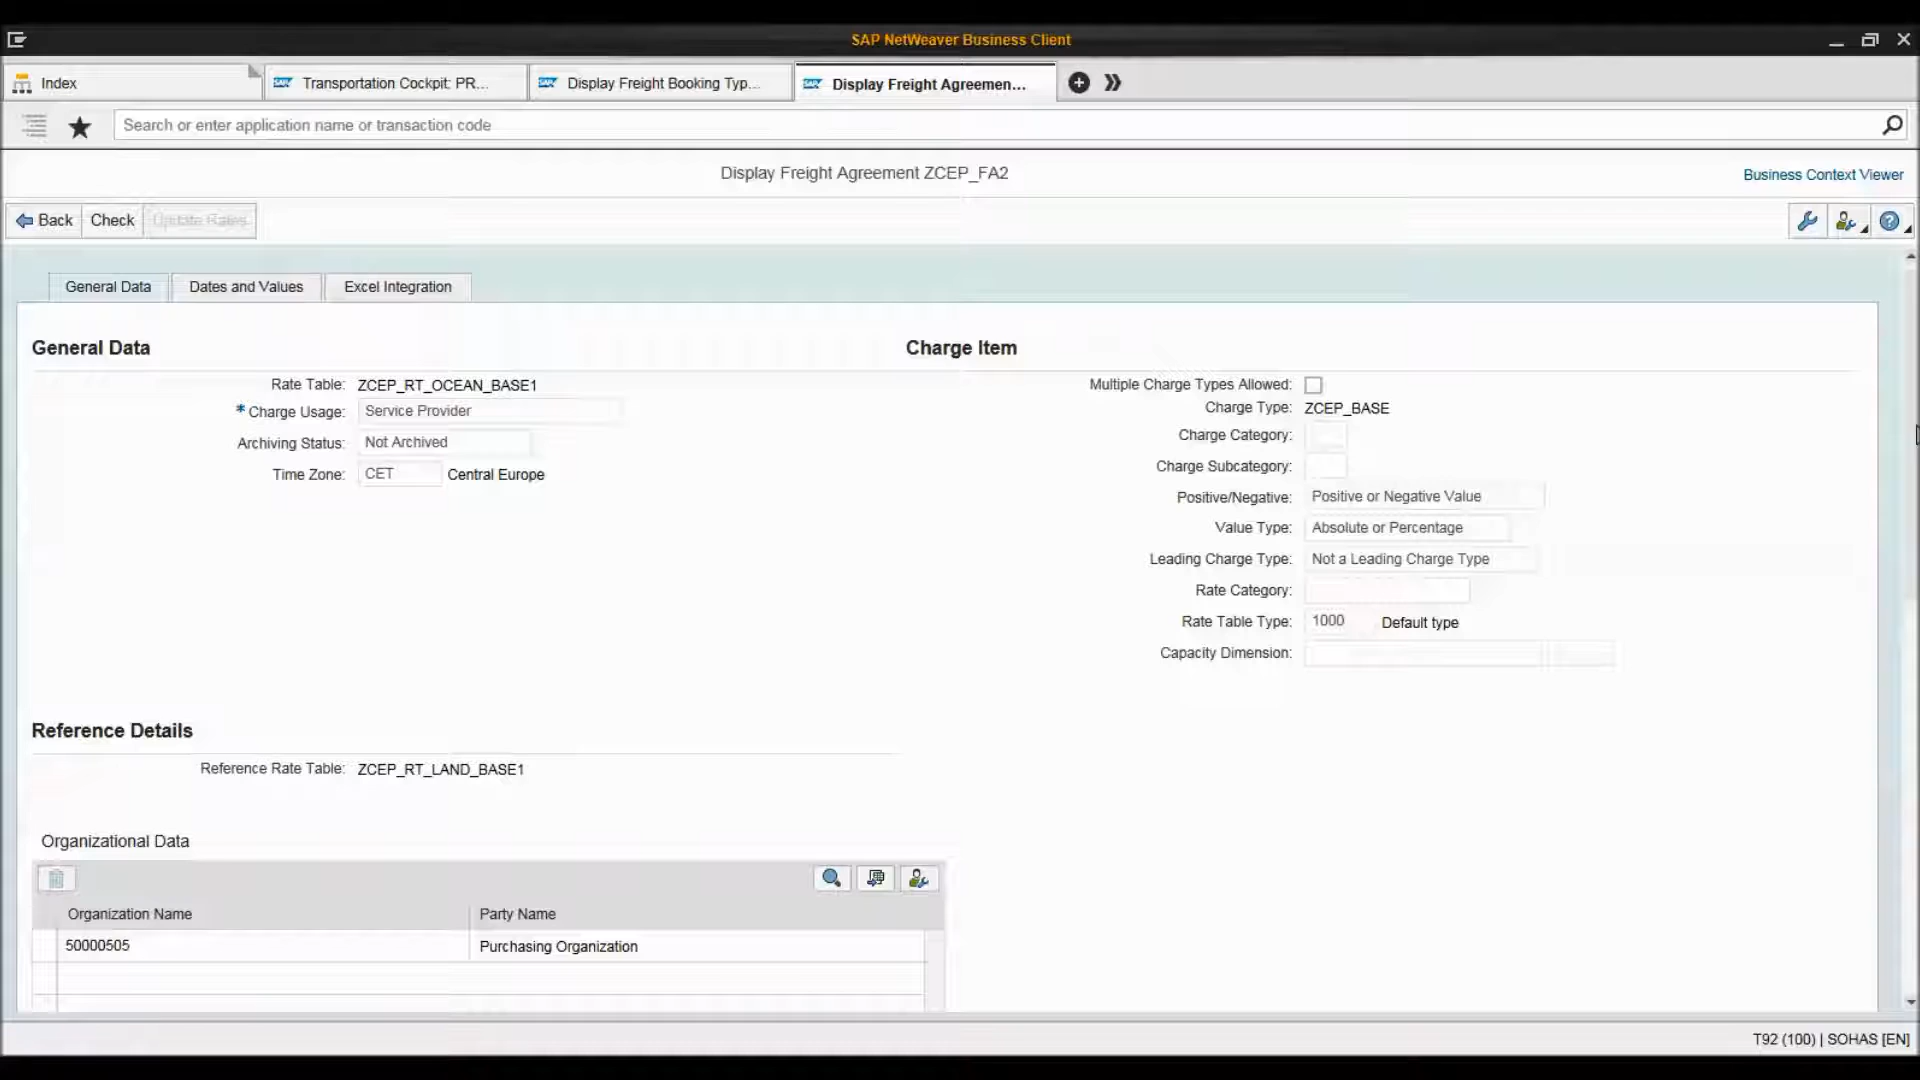 SAP NetWeaver Business Client
Index
Transportation Cockpit: PR...
Display Freight Booking Typ...
Display Freight Agreemen...
Search or enter application name or transaction code
Display Freight Agreement ZCEP_FA2
Business Context Viewer
Back
Check
Update Rates
General Data
Dates and Values
Excel Integration
General Data
Rate Table: ZCEP_RT_OCEAN_BASE1
* Charge Usage: Service Provider
Archiving Status: Not Archived
Time Zone: CET Central Europe
Charge Item
Multiple Charge Types Allowed:
Charge Type: ZCEP_BASE
Charge Category:
Charge Subcategory:
Positive/Negative: Positive or Negative Value
Value Type: Absolute or Percentage
Leading Charge Type: Not a Leading Charge Type
Rate Category:
Rate Table Type: 1000 Default type
Capacity Dimension:
Reference Details
Reference Rate Table: ZCEP_RT_LAND_BASE1
Organizational Data
Organization Name Party Name
50000505 Purchasing Organization
T92 (100) | SOHAS [EN]